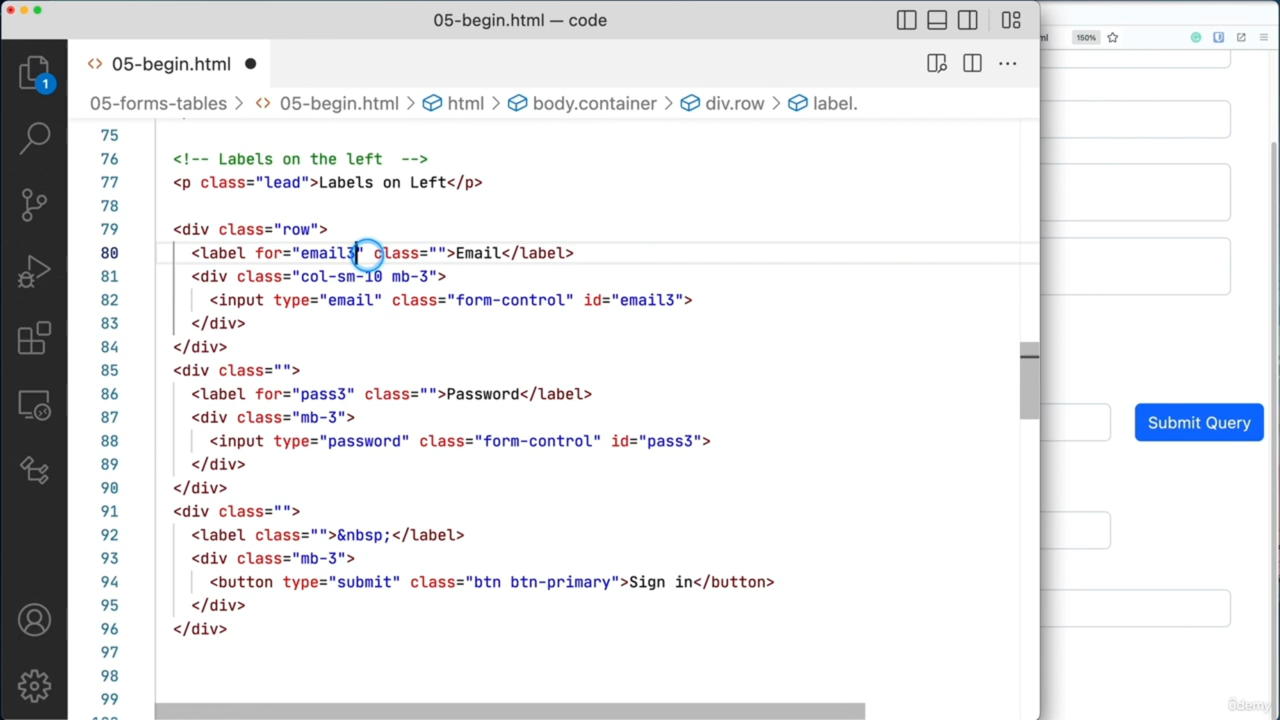 05-begin.html — code
05-begin.html
05-forms-tables > 05-begin.html > html > body.container > div.row > label.
1
75
76 <!-- Labels on the left  -->
77 <p class="lead">Labels on Left</p>
78
79 <div class="row">
80 <label for="email3" class="">Email</label>
81 <div class="col-sm-10 mb-3">
82 <input type="email" class="form-control" id="email3">
83 </div>
84 </div>
85 <div class="">
86 <label for="pass3" class="">Password</label>
87 <div class="mb-3">
88 <input type="password" class="form-control" id="pass3">
89 </div>
90 </div>
91 <div class="">
92 <label class="">&nbsp;</label>
93 <div class="mb-3">
94 <button type="submit" class="btn btn-primary">Sign in</button>
95 </div>
96 </div>
97
98
99
ml
150%
Submit Query
ûdemy